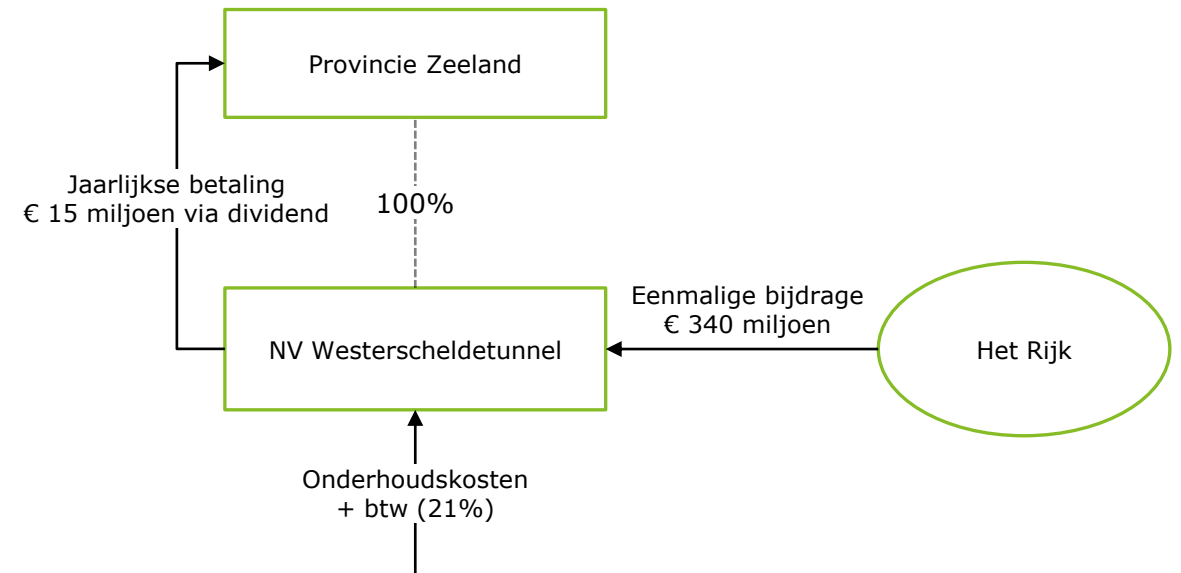 Provincie Zeeland
Jaarlijkse betaling
€ 15 miljoen via dividend
100%
Eenmalige bijdrage
€ 340 miljoen
NV Westerscheldetunnel
Het Rijk
Onderhoudskosten
+ btw (21%)